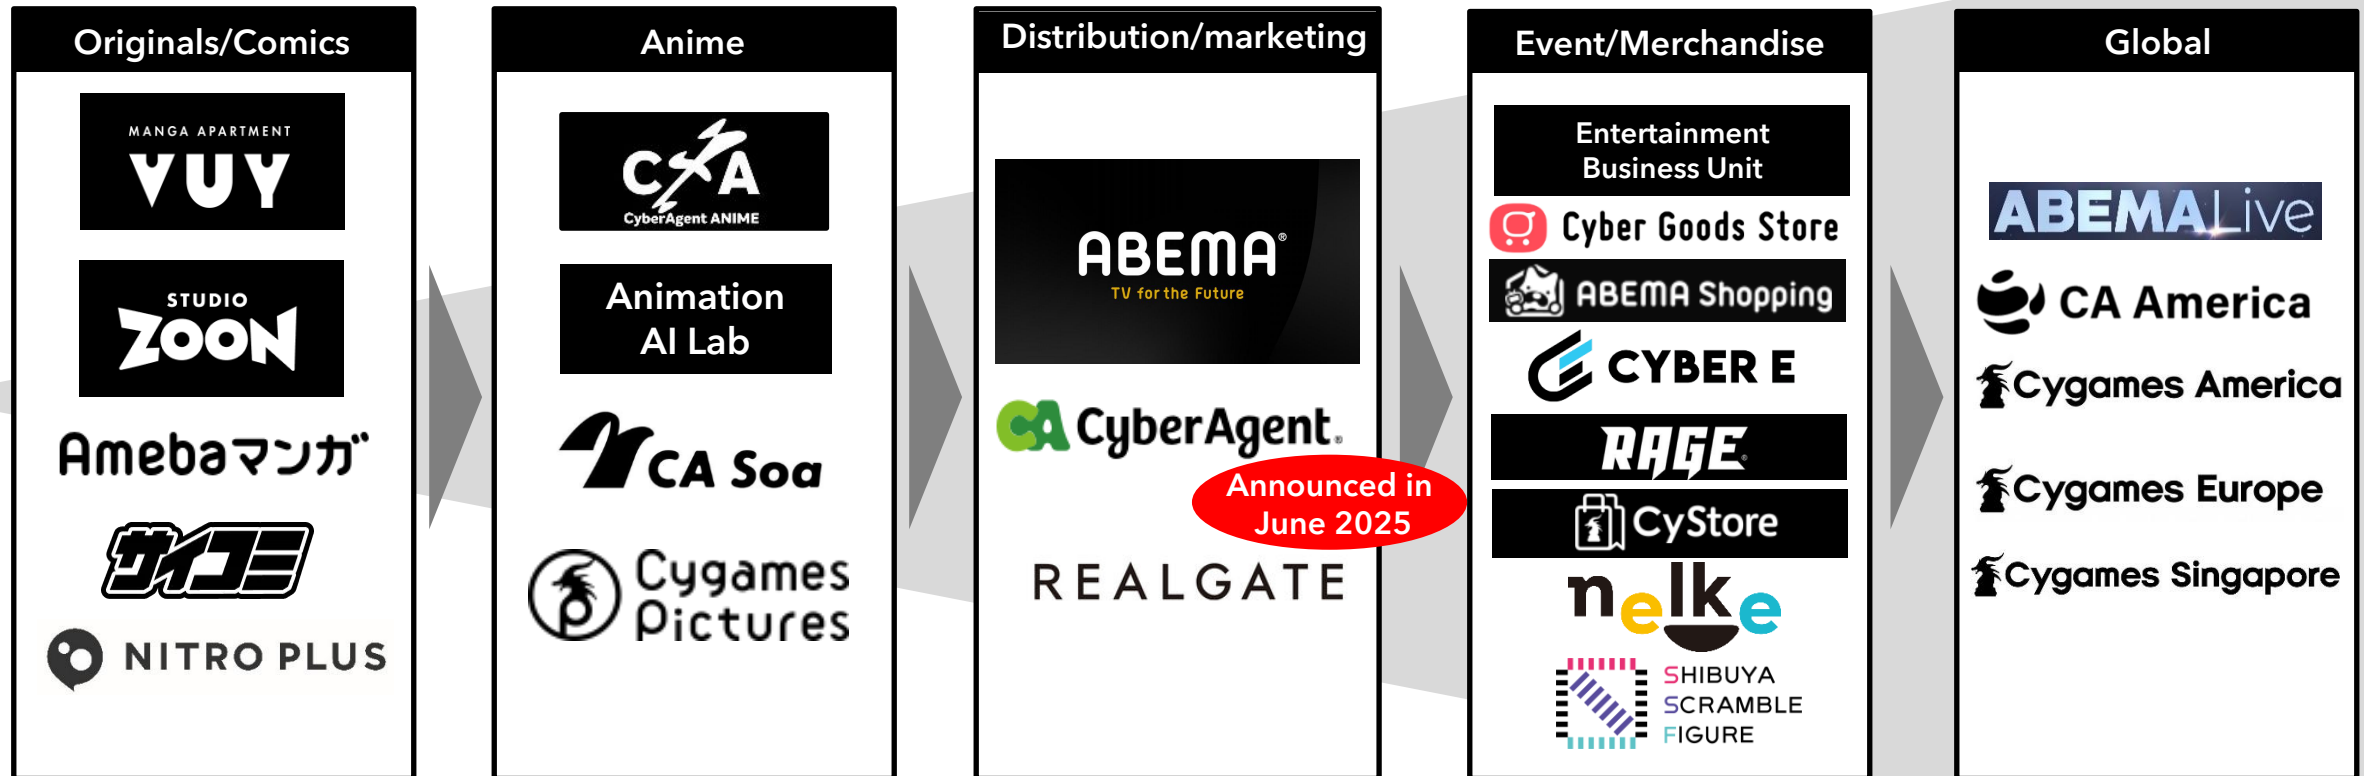 Originals/Comics
MANGA APARTMENT
VUY
STUDIO
ZOON
Amebaマンガ
サイコミ
NITRO PLUS
Anime
CXA
CyberAgent ANIME
Animation
AI Lab
CA Soa
Cygames
Pictures
Distribution/marketing
ABEMA®
TV for the Future
CA CyberAgent®
Announced in
June 2025
REALGATE
Event/Merchandise
Entertainment
Business Unit
Cyber Goods Store
ABEMA Shopping
CYBER E
RAGE
CyStore
nelke
SHIBUYA
SCRAMBLE
FIGURE
Global
ABEMA Live
CA America
Cygames America
Cygames Europe
Cygames Singapore